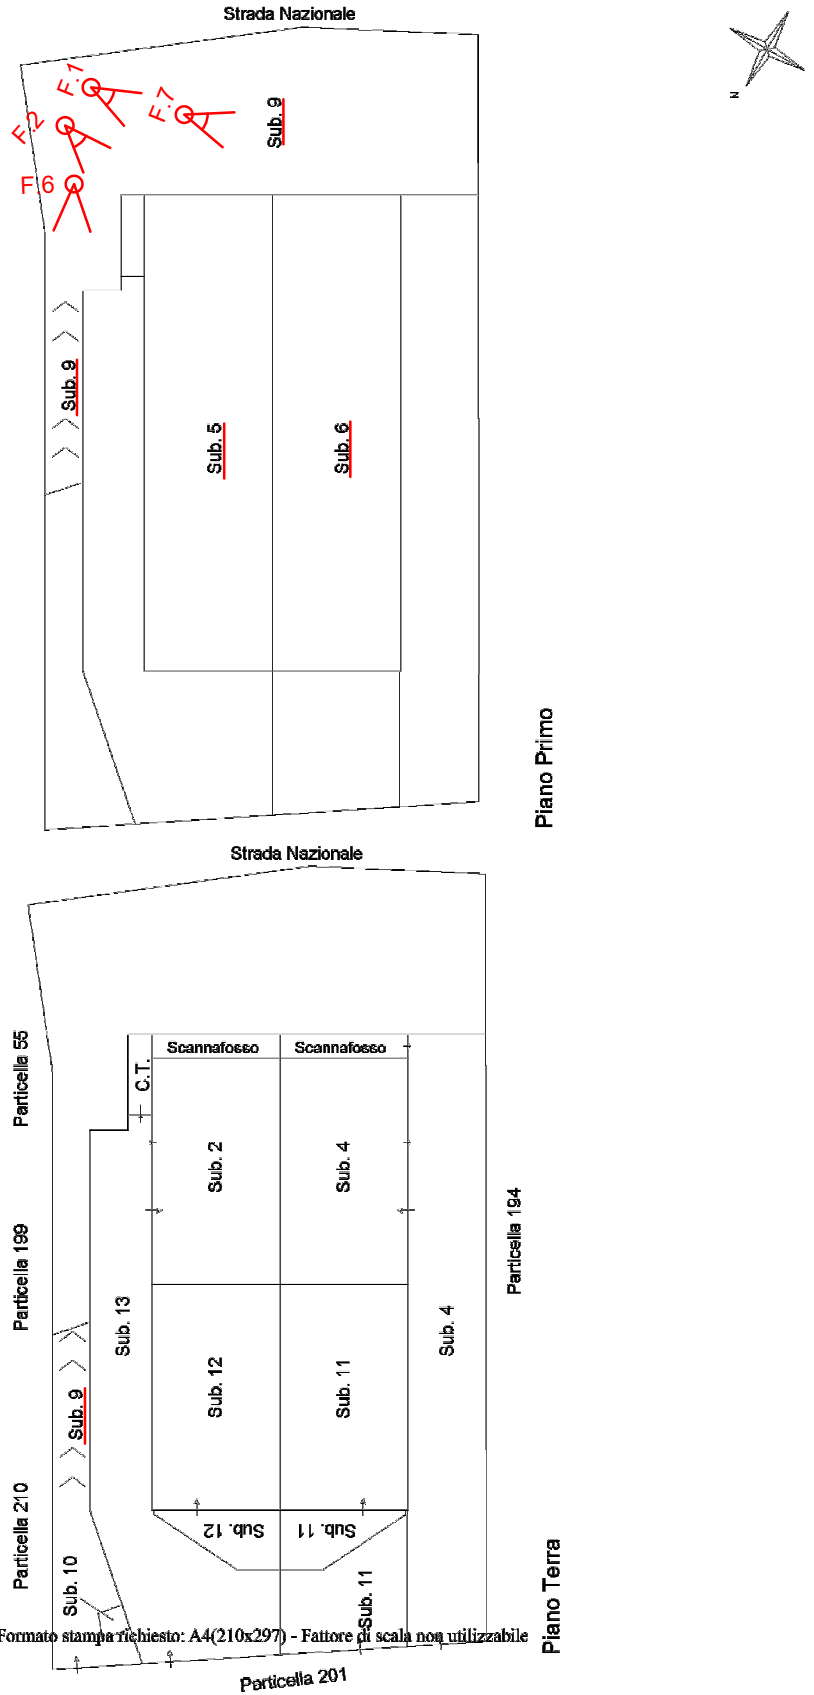 Strada Nazionale
N
F.1
F.2
F.7
F.6
Sub. 9
Sub. 9
Sub. 5
Sub. 6
Piano Primo
Strada Nazionale
Particella 55
Scannafosso
Scannafosso
C.T.
Sub. 2
Sub. 4
Particella 199
Particella 194
Sub. 13
Sub. 4
Sub. 12
Sub. 11
Sub. 9
Particella 210
Sub. 12
Sub. 11
Sub. 10
Sub. 11
Piano Terra
Formato stampa richiesto: A4(210x297) - Fattore di scala non utilizzabile
Particella 201